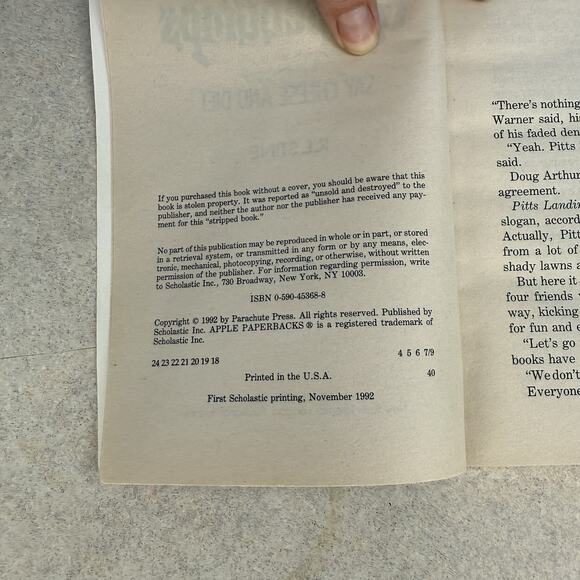 If you purchased this book without a cover, you should be aware that this
book is stolen property. It was reported as "unsold and destroyed" to the
publisher, and neither the author nor the publisher has received any pay-
ment for this "stripped book."
No part of this publication may be reproduced in whole or in part, or stored
in a retrieval system, or transmitted in any form or by any means, elec-
tronic, mechanical, photocopying, recording, or otherwise, without written
permission of the publisher. For information regarding permission, write
to Scholastic Inc., 730 Broadway, New York, NY 10003.
ISBN 0-590-45368-8
Copyright © 1992 by Parachute Press. All rights reserved. Published by
Scholastic Inc. APPLE PAPERBACKS ® is a registered trademark of
Scholastic Inc.
24 23 22 21 20 19 18 4 5 6 7/9
Printed in the U.S.A. 40
First Scholastic printing, November 1992
"There's nothing
Warner said, his
of his faded den
"Yeah. Pitts
said.
Doug Arthur
agreement.
Pitts Landin
slogan, accord
Actually, Pitt
from a lot of
shady lawns a
But here it
four friends
way, kicking
for fun and e
"Let's go
books have
"We don't
Everyone